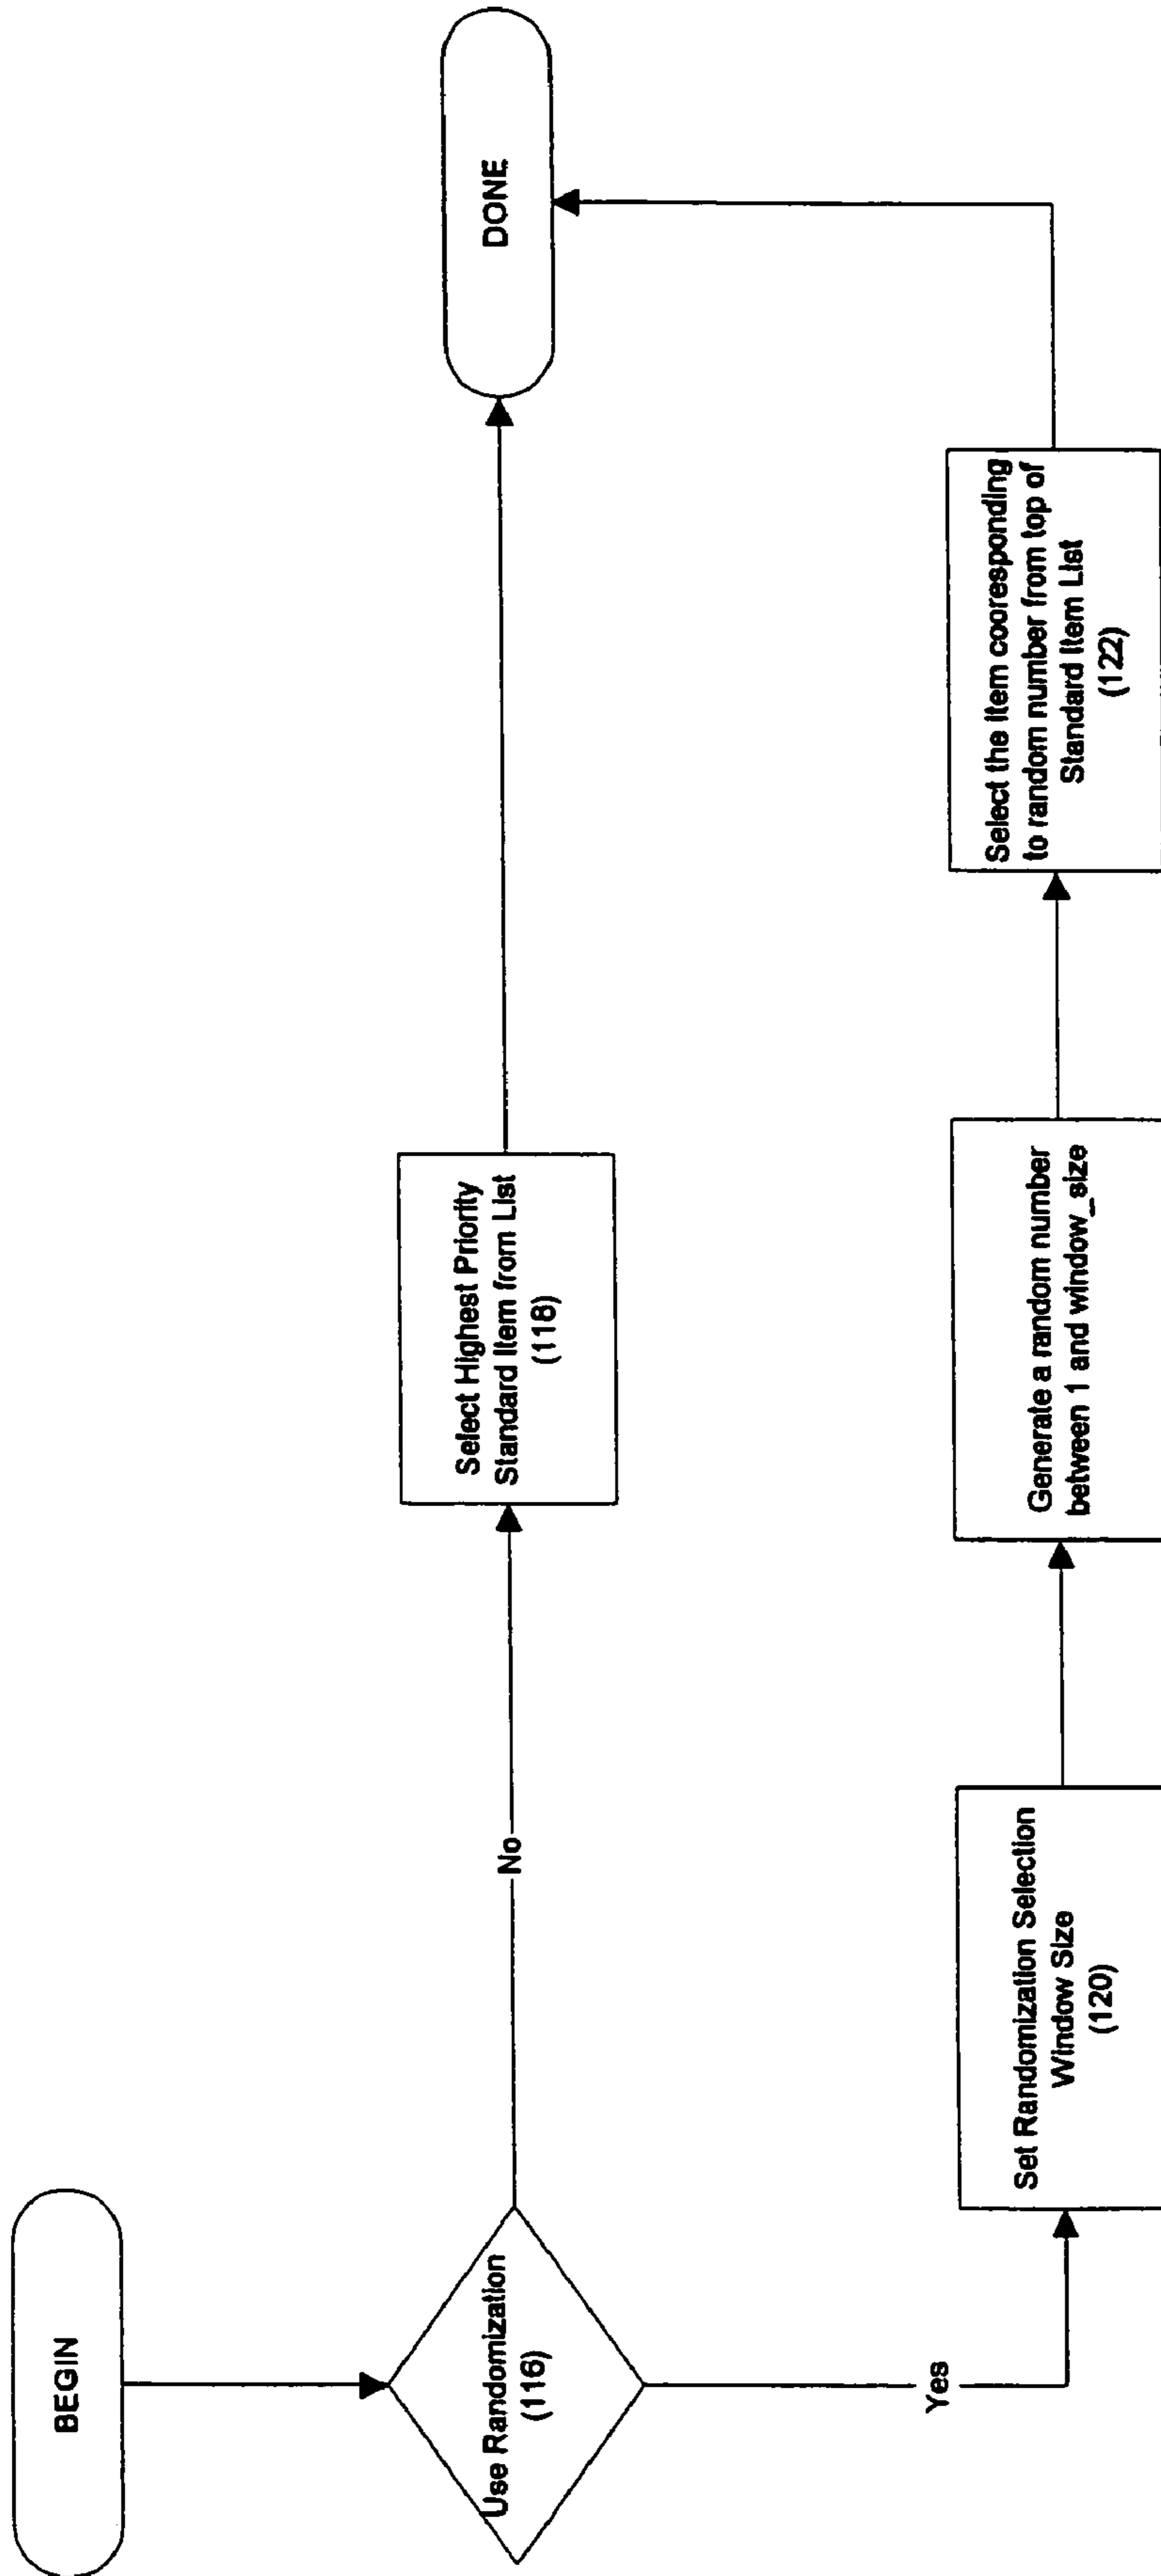 BEGIN
Use Randomization
(116)
No
Select Highest Priority
Standard Item from List
(118)
DONE
Yes
Set Randomization Selection
Window Size
(120)
Generate a random number
between 1 and window_size
Select the item cooresponding
to random number from top of
Standard Item List
(122)